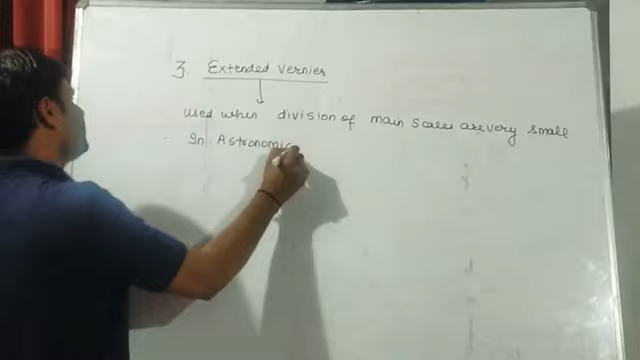 3. Extended Vernier
used when division of main scales are very small
In Astronomic